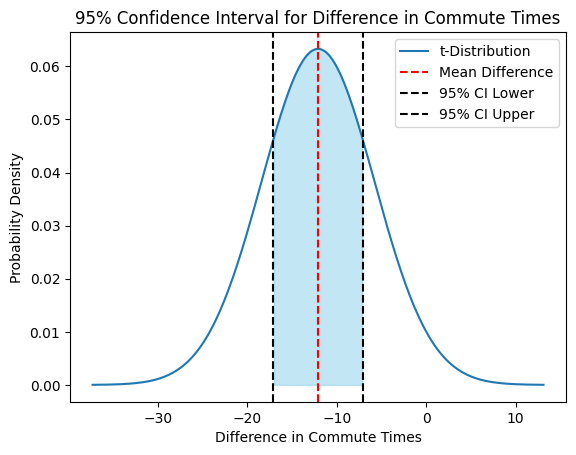 95% Confidence Interval for Difference in Commute Times
t-Distribution
Mean Difference
95% CI Lower
95% CI Upper
Probability Density
0.06
0.05
0.04
0.03
0.02
0.01
0.00
−30 −20 −10 0 10
Difference in Commute Times